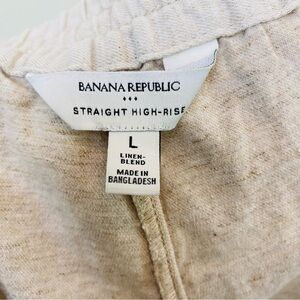 BANANA REPUBLIC
STRAIGHT HIGH-RISE
L
LINEN-
BLEND
MADE IN
BANGLADESH